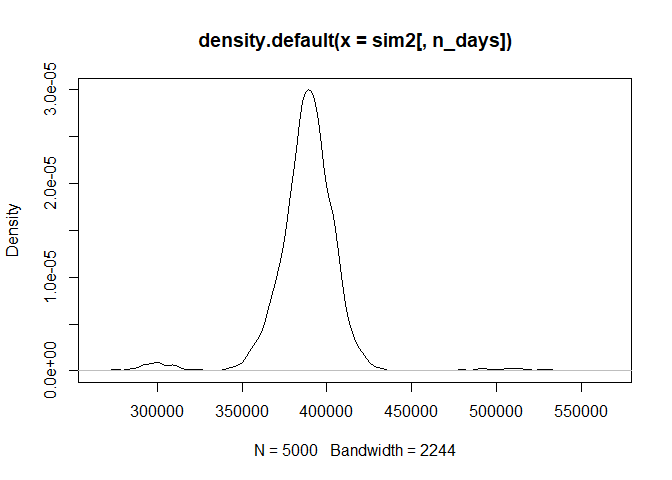 density.default(x = sim2[, n_days])
Density
3.0e-05
2.0e-05
1.0e-05
0.0e+00
300000 350000 400000 450000 500000 550000
N = 5000 Bandwidth = 2244